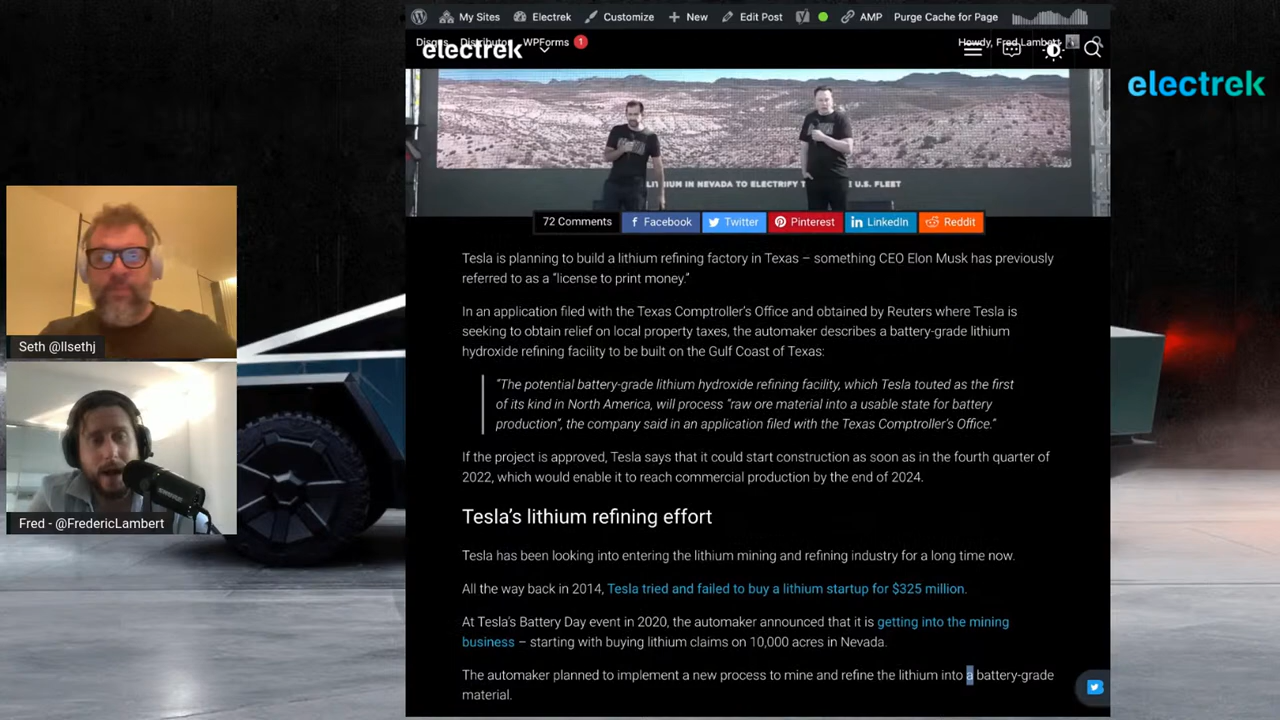 My Sites Electrek Customize New Edit Post AMP Purge Cache for Page
Disqus Distributor WPForms 1 Howdy, Fred Lambert
electrek
electrek
LITHIUM IN NEVADA TO ELECTRIFY U.S. FLEET
72 Comments Facebook Twitter Pinterest LinkedIn Reddit
Tesla is planning to build a lithium refining factory in Texas – something CEO Elon Musk has previously
referred to as a “license to print money.”
In an application filed with the Texas Comptroller’s Office and obtained by Reuters where Tesla is
seeking to obtain relief on local property taxes, the automaker describes a battery-grade lithium
hydroxide refining facility to be built on the Gulf Coast of Texas:
“The potential battery-grade lithium hydroxide refining facility, which Tesla touted as the first
of its kind in North America, will process “raw ore material into a usable state for battery
production”, the company said in an application filed with the Texas Comptroller’s Office.”
If the project is approved, Tesla says that it could start construction as soon as in the fourth quarter of
2022, which would enable it to reach commercial production by the end of 2024.
Tesla’s lithium refining effort
Tesla has been looking into entering the lithium mining and refining industry for a long time now.
All the way back in 2014, Tesla tried and failed to buy a lithium startup for $325 million.
At Tesla’s Battery Day event in 2020, the automaker announced that it is getting into the mining
business – starting with buying lithium claims on 10,000 acres in Nevada.
The automaker planned to implement a new process to mine and refine the lithium into a battery-grade
material.
Seth @llsethj
Fred - @FredericLambert